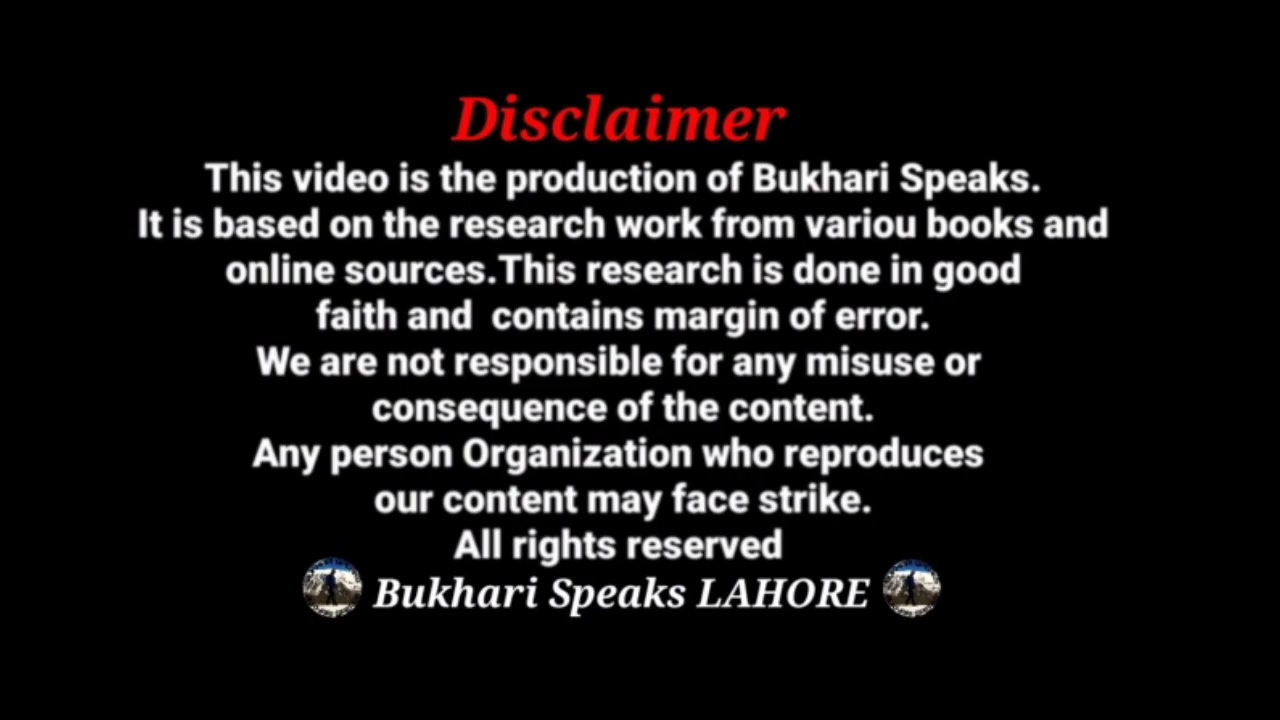 Disclaimer
This video is the production of Bukhari Speaks.
It is based on the research work from variou books and
online sources.This research is done in good
faith and  contains margin of error.
We are not responsible for any misuse or
consequence of the content.
Any person Organization who reproduces
our content may face strike.
All rights reserved
Bukhari Speaks LAHORE